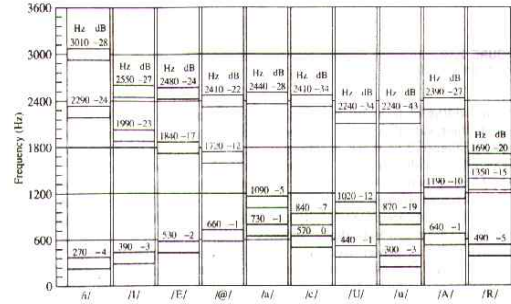 Frequency (Hz)
3600
3000
2400
1800
1200
600
0
Hz dB
3010 -28
2290 -24
270 -4
/i/
Hz dB
2550 -27
1990 -23
390 -3
/I/
Hz dB
2480 -24
1840 -17
530 -2
/E/
Hz dB
2410 -22
1720 -12
660 -1
/@/
Hz dB
2440 -28
1090 -5
730 -1
/a/
Hz dB
2410 -34
840 -7
570 0
/c/
Hz dB
2240 -34
1020 -12
440 -1
/U/
Hz dB
2240 -43
870 -19
300 -3
/u/
Hz dB
2390 -27
1190 -10
640 -1
/A/
Hz dB
1690 -20
1350 -15
490 -5
/R/